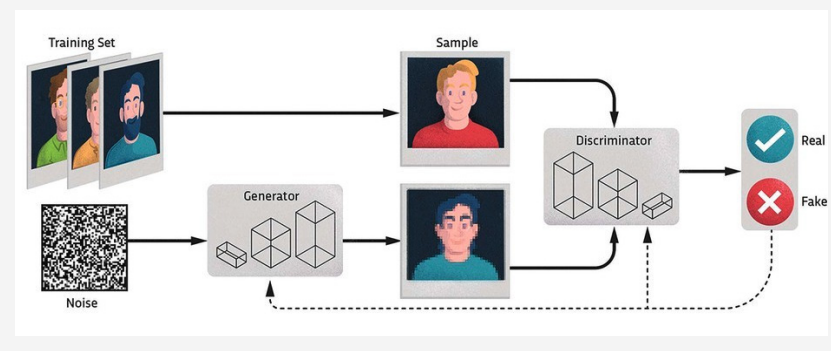 Training Set
Sample
Discriminator
Real
Generator
Fake
Noise